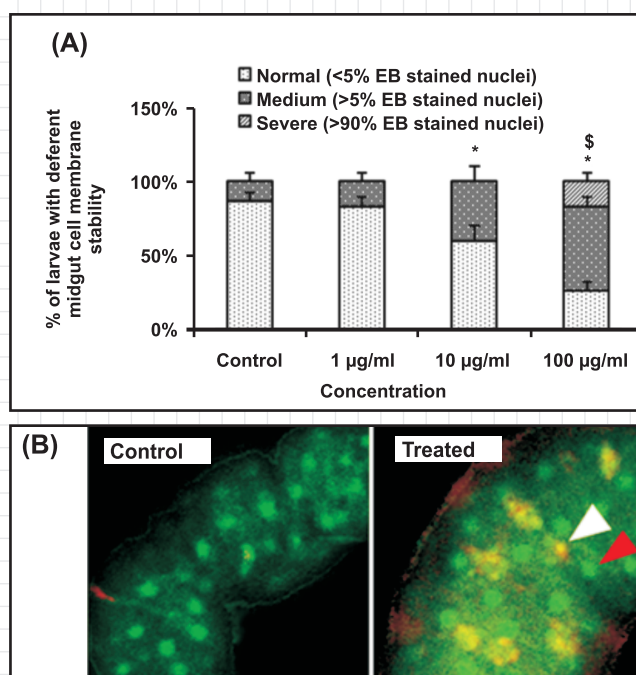 (A)
Normal (<5% EB stained nuclei)
Medium (>5% EB stained nuclei)
Severe (>90% EB stained nuclei)
% of larvae with deferent
midgut cell membrane
stability
150%
100%
50%
0%
*
$
*
Control
1 µg/ml
10 µg/ml
100 µg/ml
Concentration
(B)
Control
Treated